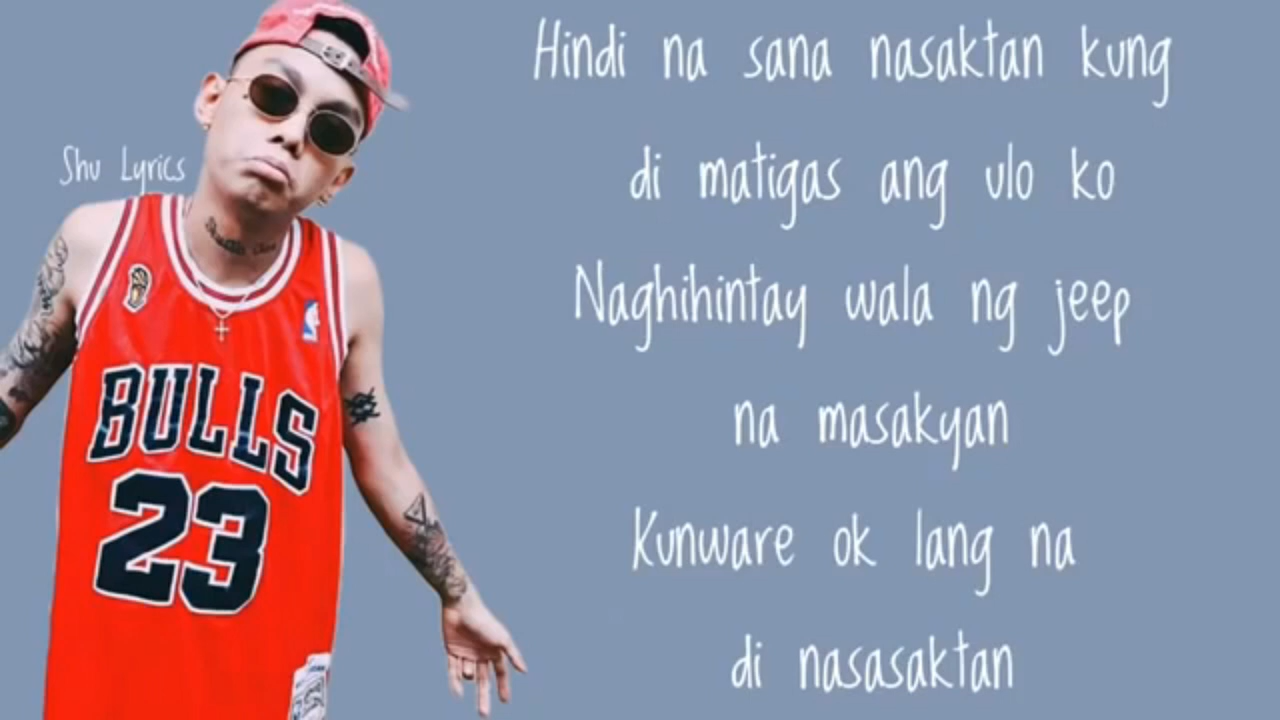 Hindi na sana nasaktan kung
di matigas ang ulo ko
Shu Lyrics
Naghihintay wala ng jeep
na masakyan
Kunware ok lang na
di nasasaktan
BULLS
23